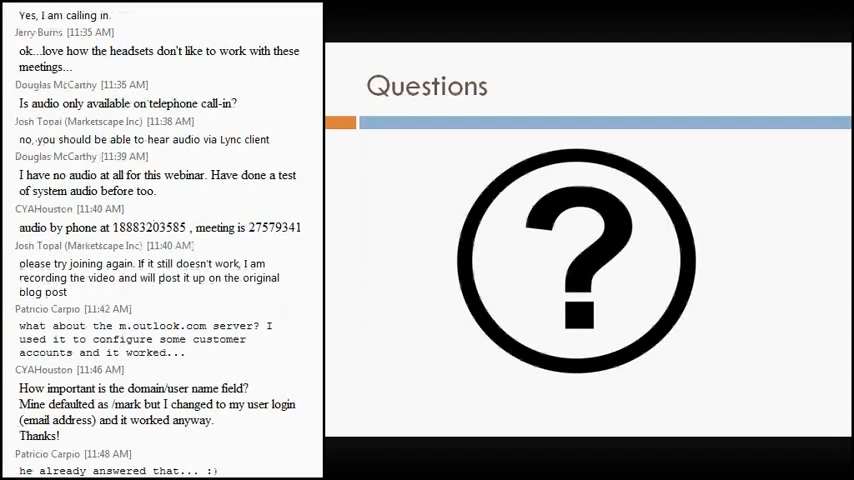 Yes, I am calling in.
Jerry Burns [11:35 AM]
ok...love how the headsets don't like to work with these
meetings...
Douglas McCarthy [11:35 AM]
Is audio only available on telephone call-in?
Josh Topal (Marketscape Inc) [11:38 AM]
no, you should be able to hear audio via Lync client
Douglas McCarthy [11:39 AM]
I have no audio at all for this webinar. Have done a test
of system audio before too.
CYAHouston [11:40 AM]
audio by phone at 18883203585 , meeting is 27579341
Josh Topal (Marketscape Inc) [11:40 AM]
please try joining again. If it still doesn't work, I am
recording the video and will post it up on the original
blog post
Patricio Carpio [11:42 AM]
what about the m.outlook.com server? I
used it to configure some customer
accounts and it worked...
CYAHouston [11:46 AM]
How important is the domain/user name field?
Mine defaulted as /mark but I changed to my user login
(email address) and it worked anyway.
Thanks!
Patricio Carpio [11:48 AM]
he already answered that... :)
Questions
?